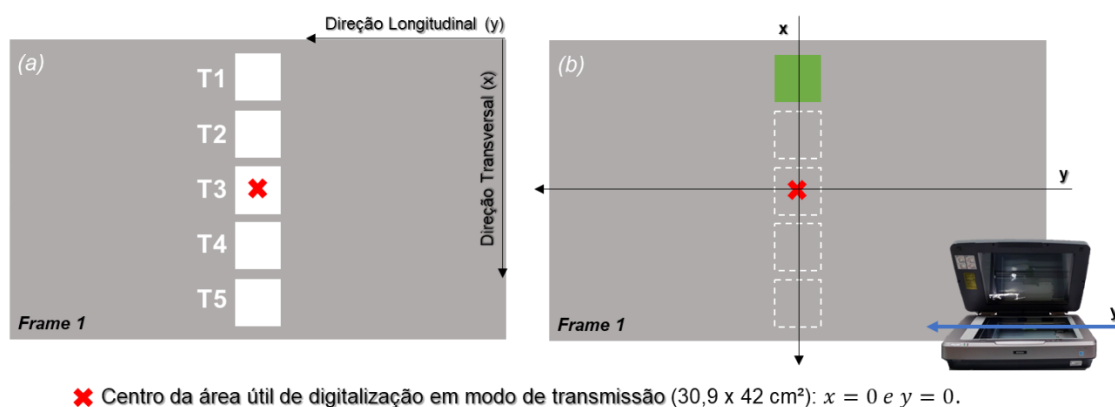 Direção Longitudinal (y)
(a)
T1
T2
T3
T4
T5
Direção Transversal (x)
Frame 1
x
(b)
y
Frame 1
y
✖ Centro da área útil de digitalização em modo de transmissão (30,9 x 42 cm²): x = 0 e y = 0.